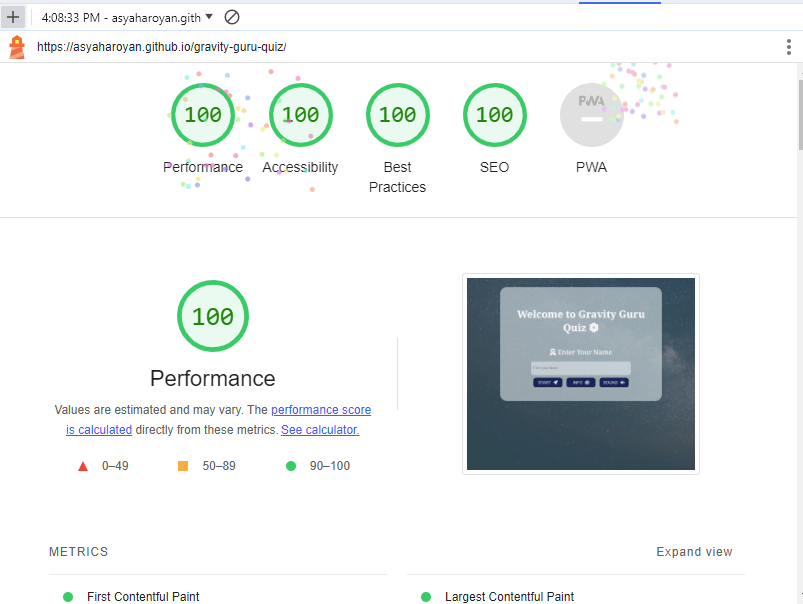 4:08:33 PM - asyaharoyan.gith
https://asyaharoyan.github.io/gravity-guru-quiz/
100 100 100 100 PWA
Performance Accessibility Best Practices SEO PWA
100
Performance
Values are estimated and may vary. The performance score
is calculated directly from these metrics. See calculator.
0–49 50–89 90–100
Welcome to Gravity Guru
Quiz
Enter Your Name
START INFO SOUND
METRICS Expand view
First Contentful Paint Largest Contentful Paint